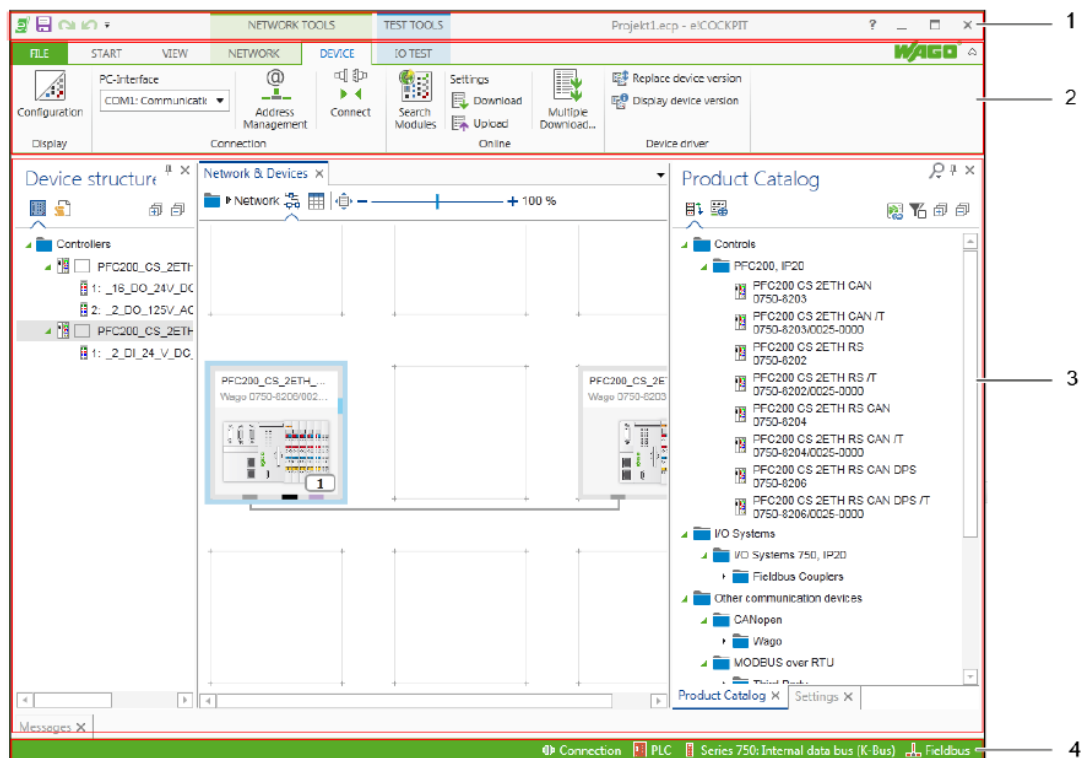 NETWORK TOOLS TEST TOOLS Projekt1.ecp - e!COCKPIT ? 1
FILE START VIEW NETWORK DEVICE IO TEST WAGO
Configuration
Display
PC-Interface
COM1: Communicatic
Address
Management
Connect
Connection
Search
Modules
Settings
Download
Upload
Multiple
Download...
Online
Replace device version
Display device version
Device driver
2
Device structure
Controllers
PFC200_CS_2ETH
1: _16_DO_24V_DC
2: _2_DO_125V_AC
PFC200_CS_2ETH
1: _2_DI_24_V_DC_
Network & Devices
Network 100 %
PFC200_CS_2ETH_...
Wago 0750-8206/002...
1
PFC200_CS_2E
Wago 0750-8203
Product Catalog
Controls
PFC200, IP20
PFC200 CS 2ETH CAN
0750-8203
PFC200 CS 2ETH CAN /T
0750-8203/0025-0000
PFC200 CS 2ETH RS
0750-8202
PFC200 CS 2ETH RS /T
0750-8202/0025-0000
PFC200 CS 2ETH RS CAN
0750-8204
PFC200 CS 2ETH RS CAN /T
0750-8204/0025-0000
PFC200 CS 2ETH RS CAN DPS
0750-8206
PFC200 CS 2ETH RS CAN DPS /T
0750-8206/0025-0000
I/O Systems
I/O Systems 750, IP20
Fieldbus Couplers
Other communication devices
CANopen
Wago
MODBUS over RTU
Third Party
Product Catalog Settings
3
Messages
Connection PLC Series 750: Internal data bus (K-Bus) Fieldbus 4